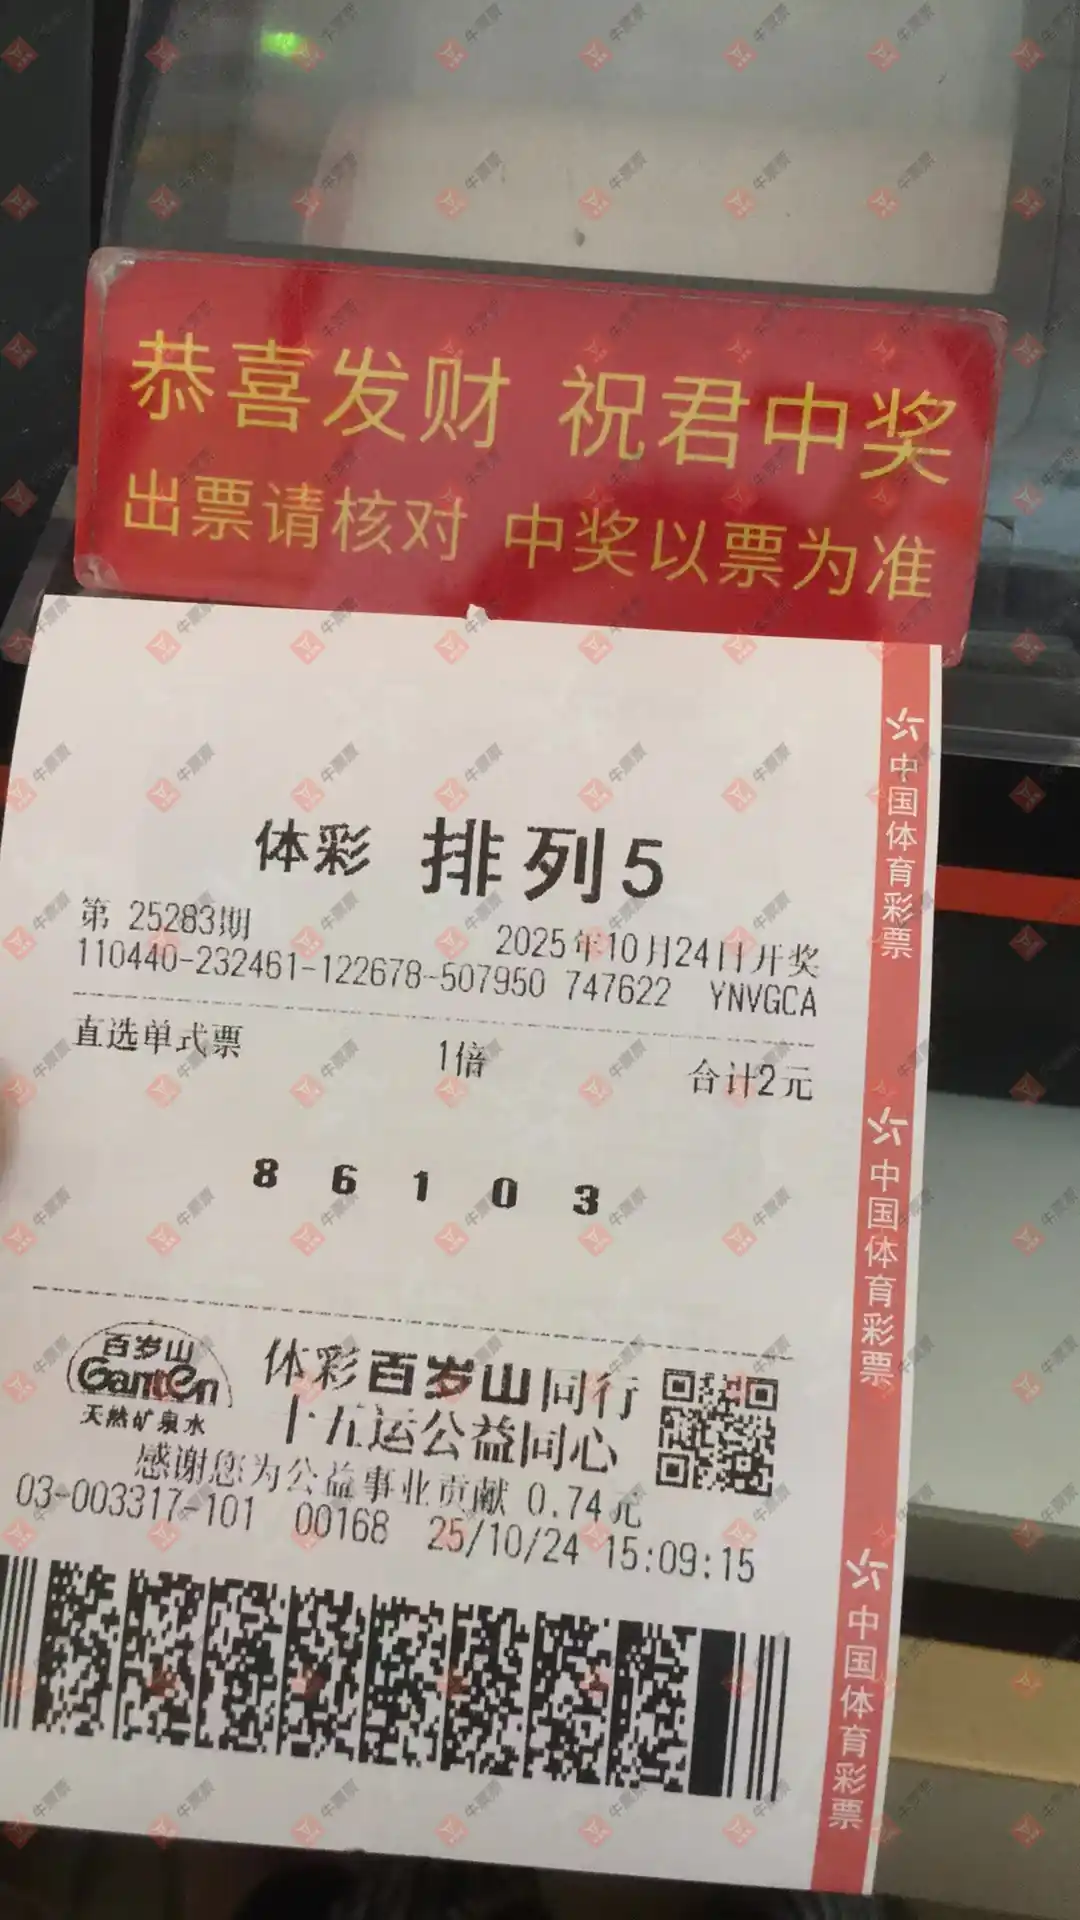 恭喜发财 祝君中奖
出票请核对 中奖以票为准
体彩 排列5
第 25283期
2025年10月24日开奖
110440-232461-122678-507950 747622 YNVGCA
直选单式票 1倍 合计2元
8 6 1 0 3
百岁山
Ganten
天然矿泉水
体彩百岁山同行
十五运公益同心
感谢您为公益事业贡献 0.74元
03-003317-101 00168 25/10/24 15:09:15
中国体育彩票
中国体育彩票
中国体育彩票
牛票票